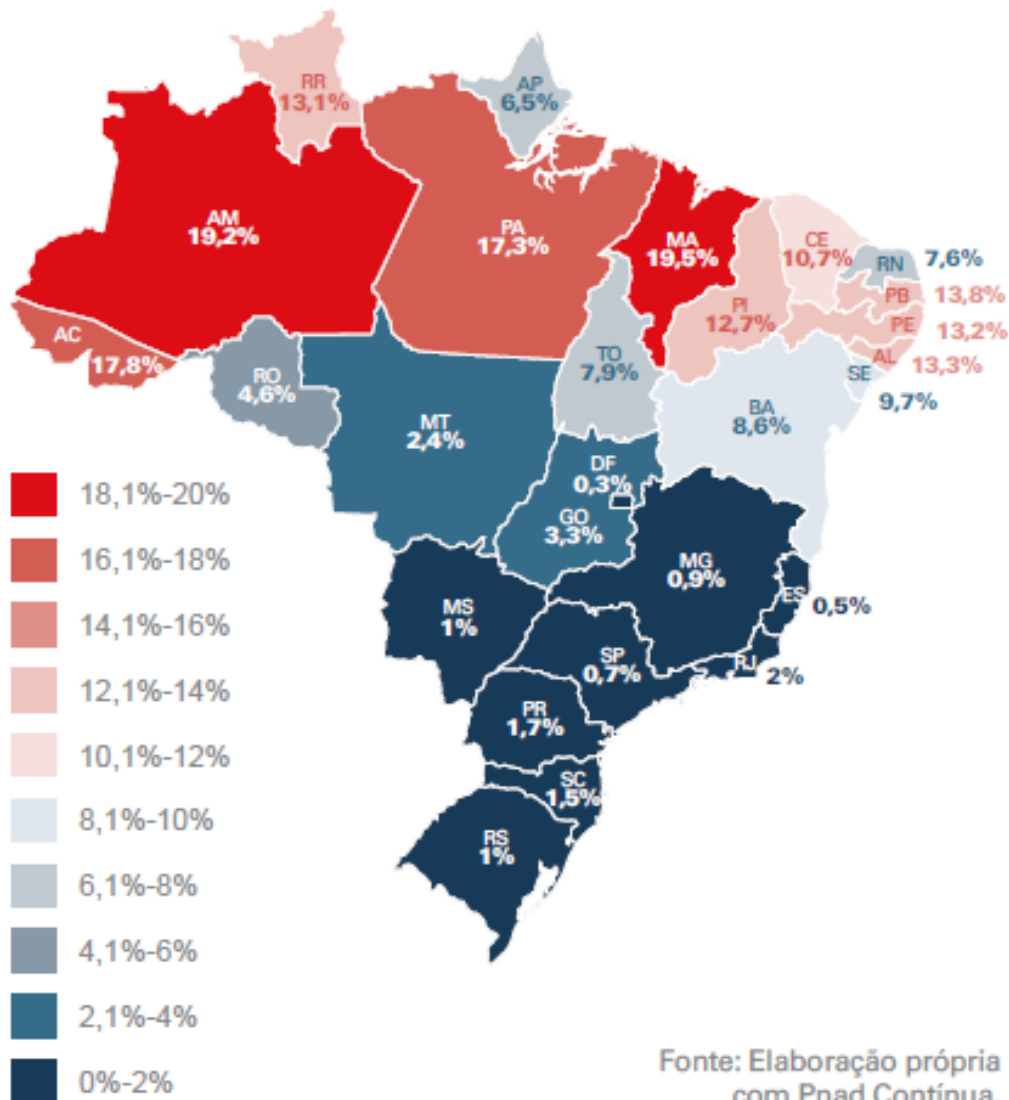 RR
13,1%
AP
6,5%
AM
19,2%
PA
17,3%
MA
19,5%
CE
10,7%
RN
7,6%
PB
13,8%
PI
12,7%
PE
13,2%
AL
13,3%
AC
17,8%
RO
4,6%
TO
7,9%
SE
9,7%
MT
2,4%
BA
8,6%
DF
0,3%
GO
3,3%
MG
0,9%
ES
0,5%
MS
1%
SP
0,7%
RJ
2%
PR
1,7%
SC
1,5%
RS
1%
18,1%-20%
16,1%-18%
14,1%-16%
12,1%-14%
10,1%-12%
8,1%-10%
6,1%-8%
4,1%-6%
2,1%-4%
0%-2%
Fonte: Elaboração própria
com Pnad Contínua.